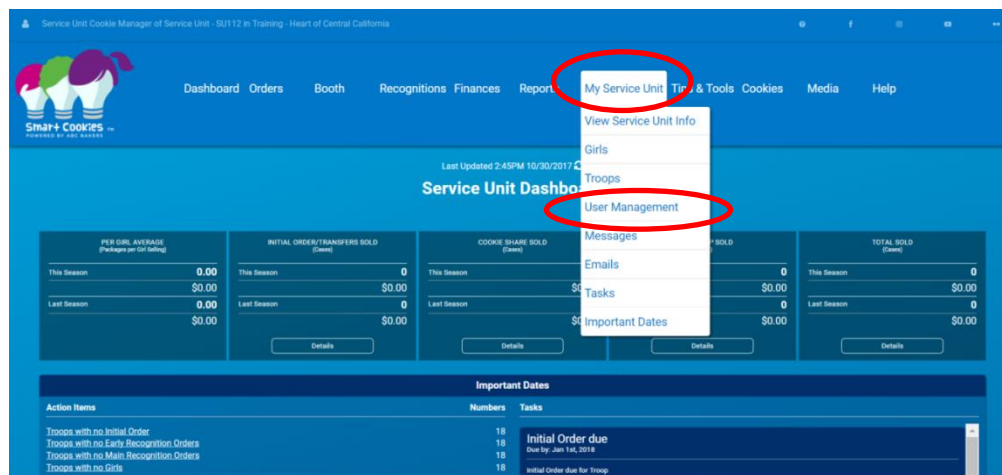 Service Unit Cookie Manager of Service Unit - SU112 in Training - Heart of Central California
Smart Cookies TM
POWERED BY ABC BAKERS
Dashboard Orders Booth Recognitions Finances Report My Service Unit & Tools Cookies Media Help
View Service Unit Info
Girls
Troops
User Management
Messages
Emails
Tasks
Important Dates
Last Updated 2:45PM 10/30/2017
Service Unit Dashbo
PER GIRL AVERAGE
(Packages per Girl Selling)
This Season 0.00
$0.00
Last Season 0.00
$0.00
INITIAL ORDER/TRANSFERS SOLD
(Cases)
This Season 0
$0.00
Last Season 0
$0.00
Details
COOKIE SHARE SOLD
(Cases)
This Season
$0
Last Season
$0
Details
SOLD
0
$0.00
0
$0.00
Details
TOTAL SOLD
(Cases)
This Season 0
$0.00
Last Season 0
$0.00
Details
Important Dates
Action Items Numbers Tasks
Troops with no Initial Order 18
Troops with no Early Recognition Orders 18
Troops with no Main Recognition Orders 18
Troops with no Girls 18
Initial Order due
Due by: Jan 1st, 2018
Initial Order due for Troop